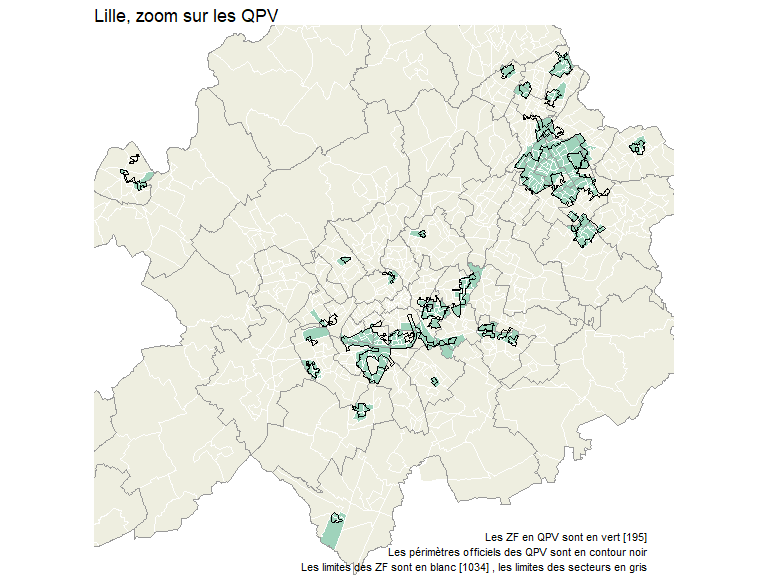 Lille, zoom sur les QPV
Les ZF en QPV sont en vert [195]
Les périmètres officiels des QPV sont en contour noir
Les limites des ZF sont en blanc [1034] , les limites des secteurs en gris